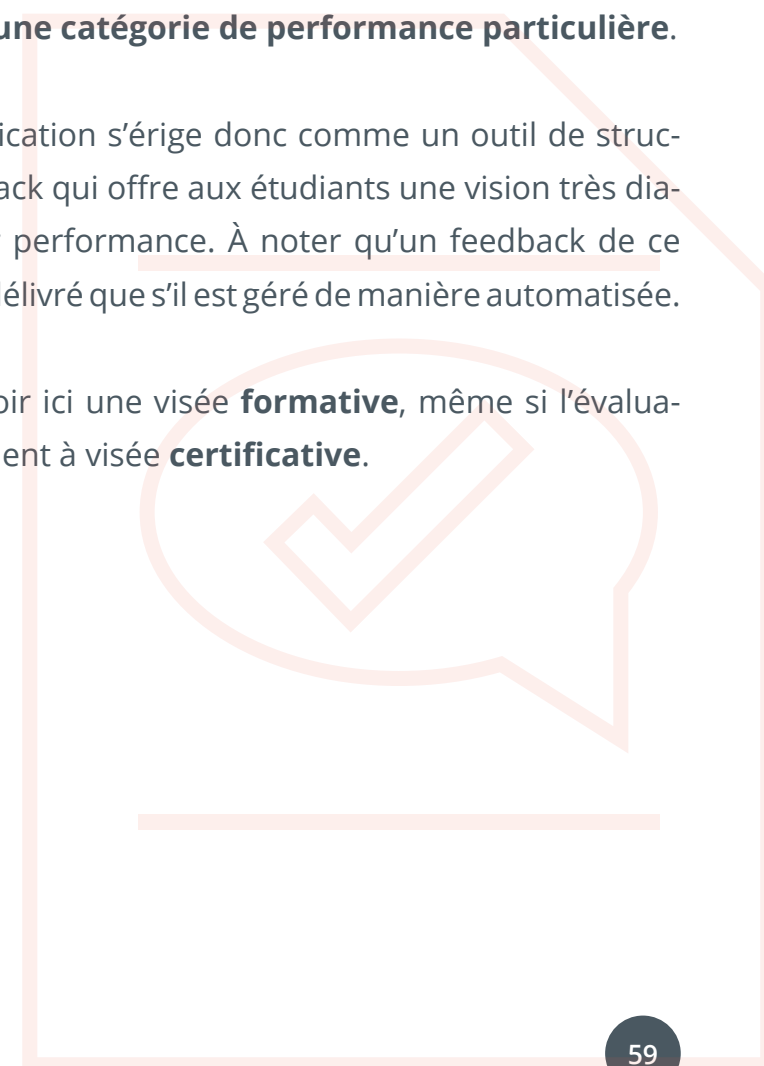 une catégorie de performance particulière.
ication s’érige donc comme un outil de struc-
ack qui offre aux étudiants une vision très dia-
performance. À noter qu’un feedback de ce
élivré que s’il est géré de manière automatisée.
oir ici une visée formative, même si l’évalua-
ent à visée certificative.
59